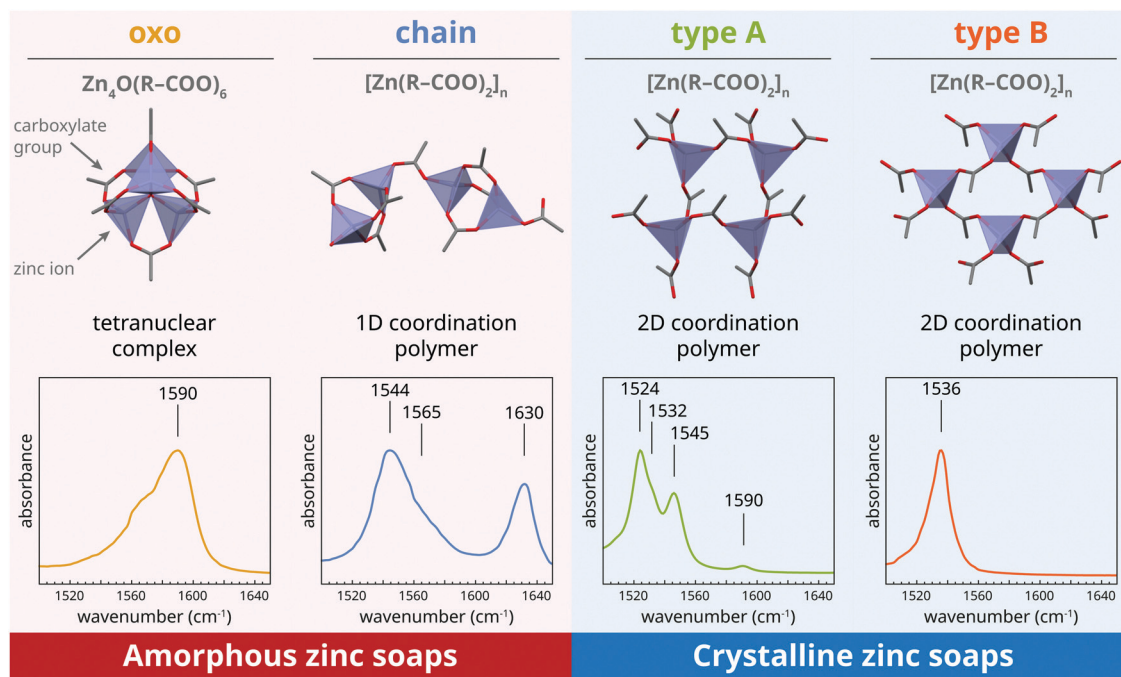 oxo
Zn4O(R–COO)6
carboxylate
group
zinc ion
tetranuclear
complex
1590
absorbance
1520 1560 1600 1640
wavenumber (cm-1)
chain
[Zn(R–COO)2]n
1D coordination
polymer
1544
1565
1630
absorbance
1520 1560 1600 1640
wavenumber (cm-1)
type A
[Zn(R–COO)2]n
2D coordination
polymer
1524
1532
1545
1590
absorbance
1520 1560 1600 1640
wavenumber (cm-1)
type B
[Zn(R–COO)2]n
2D coordination
polymer
1536
absorbance
1520 1560 1600 1640
wavenumber (cm-1)
Amorphous zinc soaps
Crystalline zinc soaps